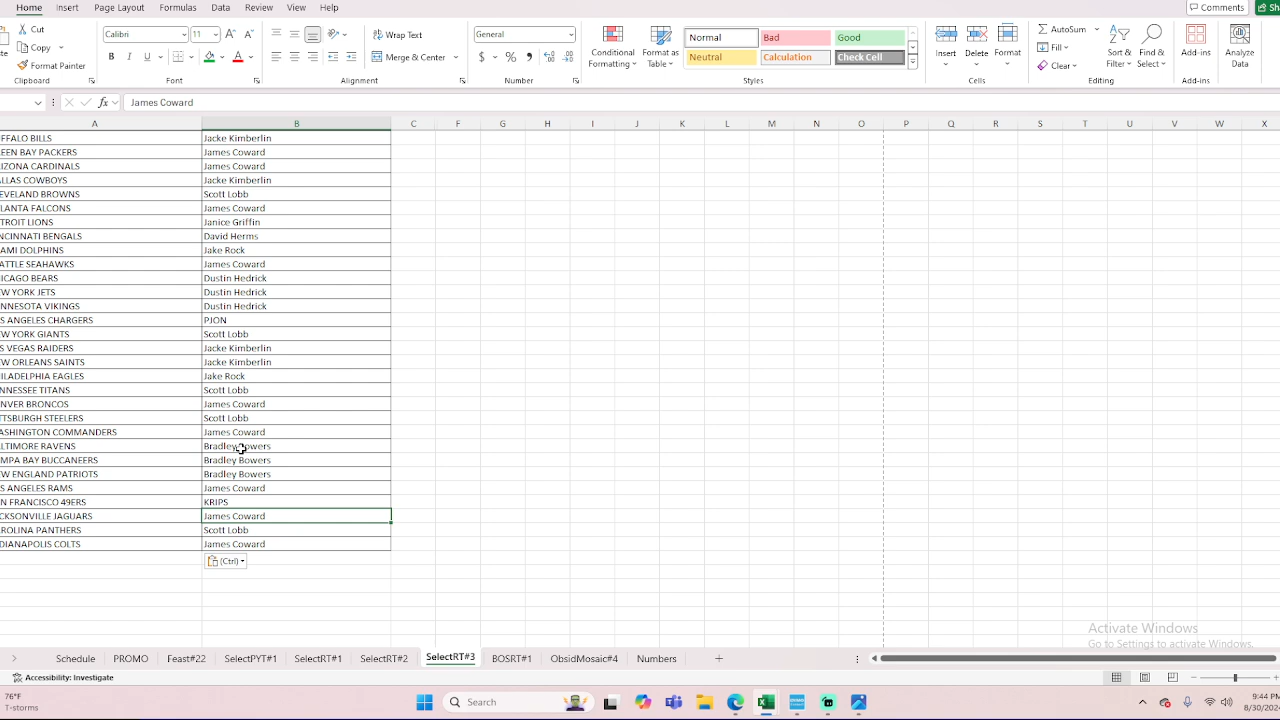 Home Insert Page Layout Formulas Data Review View Help Comments
Cut
Copy
Format Painter
Clipboard
Calibri 11
Font
Wrap Text
Merge & Center
Alignment
General
Number
Conditional Formatting
Format as Table
Normal Bad Good
Neutral Calculation Check Cell
Styles
Insert Delete Format
Cells
AutoSum
Fill
Clear
Sort & Filter
Find & Select
Editing
Add-ins
Add-ins
Analyze Data
fx James Coward
A B C F G H I J K L M N O P Q R S T U V W X
FFALO BILLS Jacke Kimberlin
EEN BAY PACKERS James Coward
IZONA CARDINALS James Coward
LLAS COWBOYS Jacke Kimberlin
EVELAND BROWNS Scott Lobb
LANTA FALCONS James Coward
TROIT LIONS Janice Griffin
NCINNATI BENGALS David Herms
AMI DOLPHINS Jake Rock
ATTLE SEAHAWKS James Coward
ICAGO BEARS Dustin Hedrick
W YORK JETS Dustin Hedrick
NNESOTA VIKINGS Dustin Hedrick
S ANGELES CHARGERS PJON
W YORK GIANTS Scott Lobb
S VEGAS RAIDERS Jacke Kimberlin
W ORLEANS SAINTS Jacke Kimberlin
ILADELPHIA EAGLES Jake Rock
NNESSEE TITANS Scott Lobb
NVER BRONCOS James Coward
TTSBURGH STEELERS Scott Lobb
ASHINGTON COMMANDERS James Coward
LTIMORE RAVENS Bradley Bowers
MPA BAY BUCCANEERS Bradley Bowers
W ENGLAND PATRIOTS Bradley Bowers
S ANGELES RAMS James Coward
N FRANCISCO 49ERS KRIPS
CKSONVILLE JAGUARS James Coward
ROLINA PANTHERS Scott Lobb
DIANAPOLIS COLTS James Coward
(Ctrl)
Activate Windows
Go to Settings to activate Windows.
Schedule PROMO Feast#22 SelectPYT#1 SelectRT#1 SelectRT#2 SelectRT#3 BOSRT#1 ObsidMosaic#4 Numbers
Accessibility: Investigate
76°F
T-storms
Search
9:44 PM
8/30/20